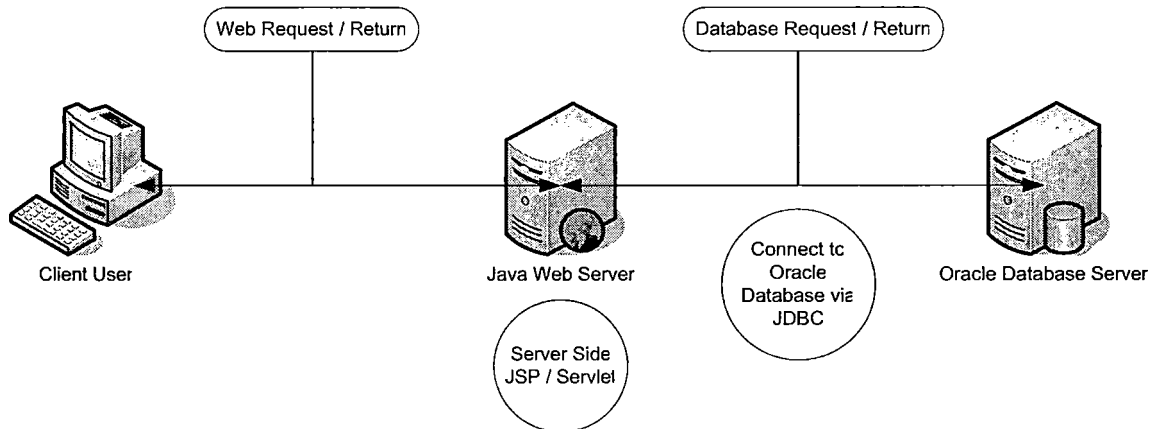 Web Request / Return
Database Request / Return
Client User
Java Web Server
Oracle Database Server
Connect to
Oracle
Database via
JDBC
Server Side
JSP / Servlet